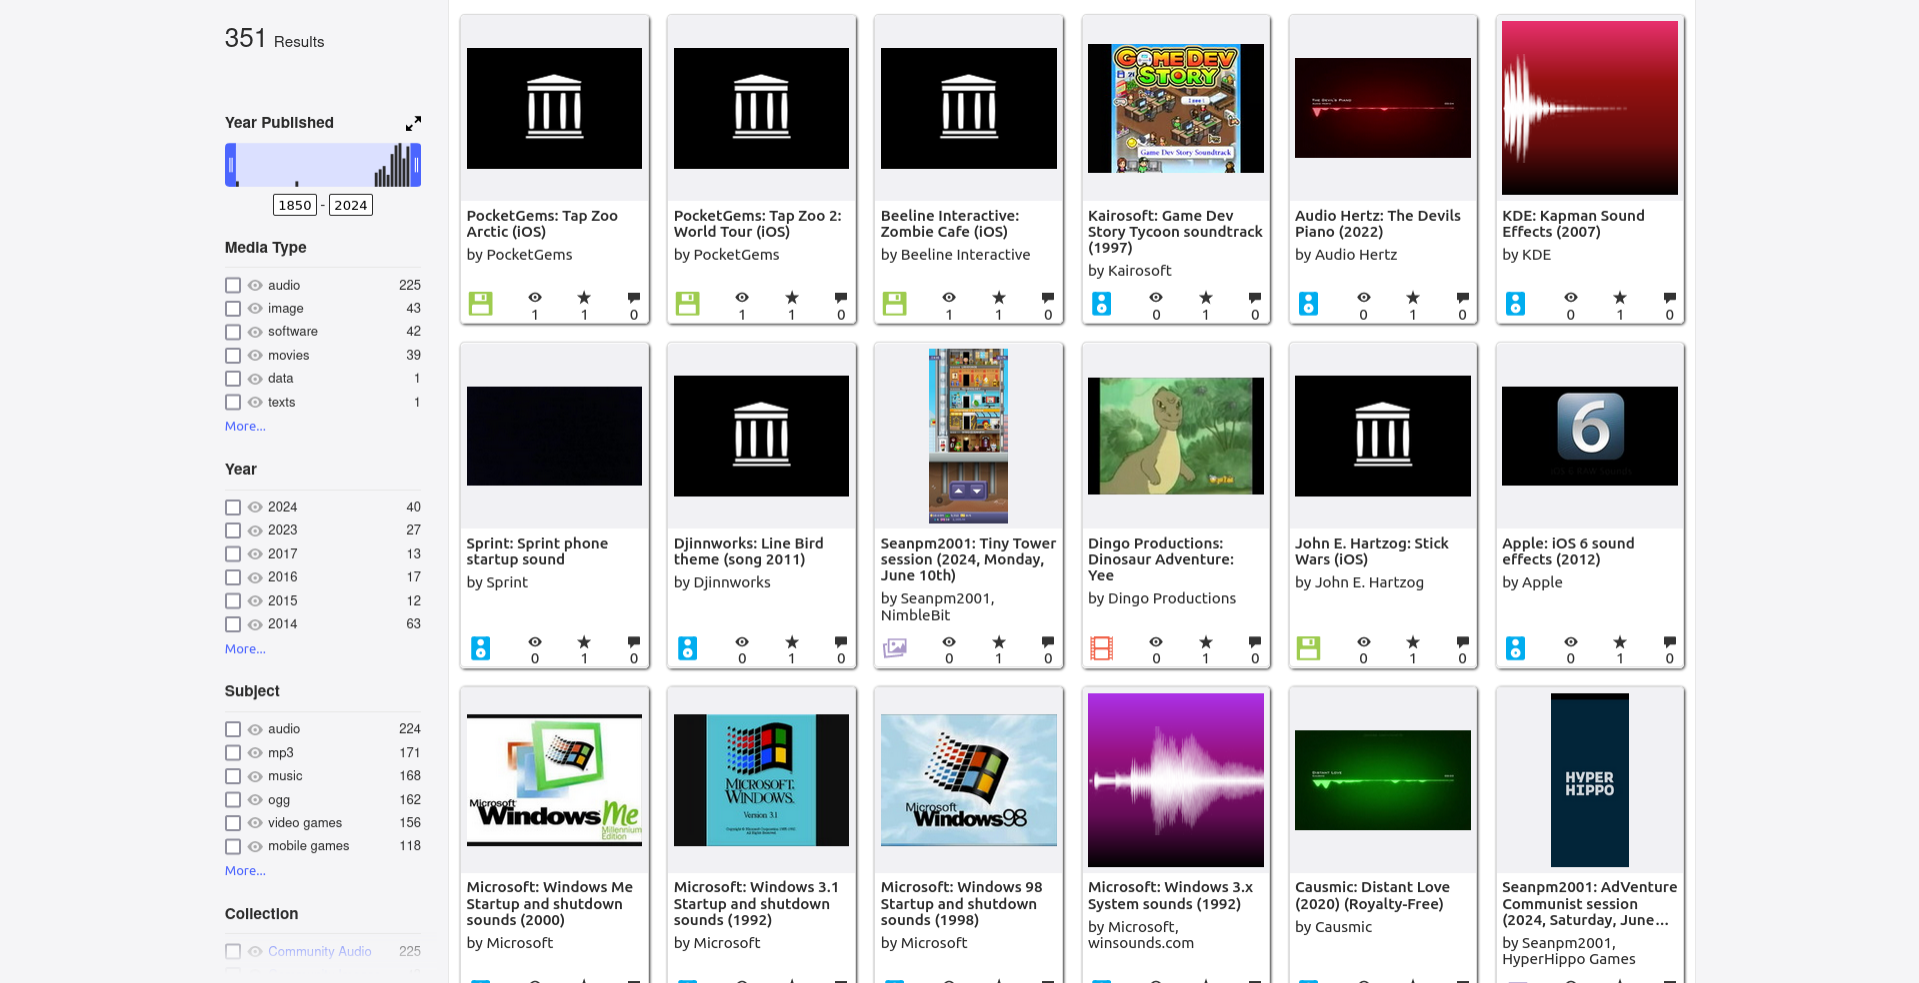 351 Results
Year Published
1850 - 2024
Media Type
audio 225
image 43
software 42
movies 39
data 1
texts 1
More...
Year
2024 40
2023 27
2017 13
2016 17
2015 12
2014 63
More...
Subject
audio 224
mp3 171
music 168
ogg 162
video games 156
mobile games 118
More...
Collection
Community Audio 225
PocketGems: Tap Zoo
Arctic (iOS)
by PocketGems
1 1 0
PocketGems: Tap Zoo 2:
World Tour (iOS)
by PocketGems
1 1 0
Beeline Interactive:
Zombie Cafe (iOS)
by Beeline Interactive
1 1 0
GAME DEV
STORY
Game Dev Story Soundtrack
Kairosoft: Game Dev
Story Tycoon soundtrack
(1997)
by Kairosoft
0 1 0
THE DEVIL'S PIANO
Audio Hertz: The Devils
Piano (2022)
by Audio Hertz
0 1 0
KDE: Kapman Sound
Effects (2007)
by KDE
0 1 0
Sprint: Sprint phone
startup sound
by Sprint
0 1 0
Djinnworks: Line Bird
theme (song 2011)
by Djinnworks
0 1 0
Seanpm2001: Tiny Tower
session (2024, Monday,
June 10th)
by Seanpm2001,
NimbleBit
0 1 0
Dingo Productions:
Dinosaur Adventure:
Yee
by Dingo Productions
0 1 0
John E. Hartzog: Stick
Wars (iOS)
by John E. Hartzog
0 1 0
6
Apple: iOS 6 sound
effects (2012)
by Apple
0 1 0
Microsoft
Windows Me
Millennium
Edition
Microsoft: Windows Me
Startup and shutdown
sounds (2000)
by Microsoft
MICROSOFT.
WINDOWS.
Version 3.1
Microsoft: Windows 3.1
Startup and shutdown
sounds (1992)
by Microsoft
Microsoft
Windows98
Microsoft: Windows 98
Startup and shutdown
sounds (1998)
by Microsoft
Microsoft: Windows 3.x
System sounds (1992)
by Microsoft,
winsounds.com
DISTANT LOVE
Causmic: Distant Love
(2020) (Royalty-Free)
by Causmic
HYPER
HIPPO
Seanpm2001: AdVenture
Communist session
(2024, Saturday, June...
by Seanpm2001,
HyperHippo Games